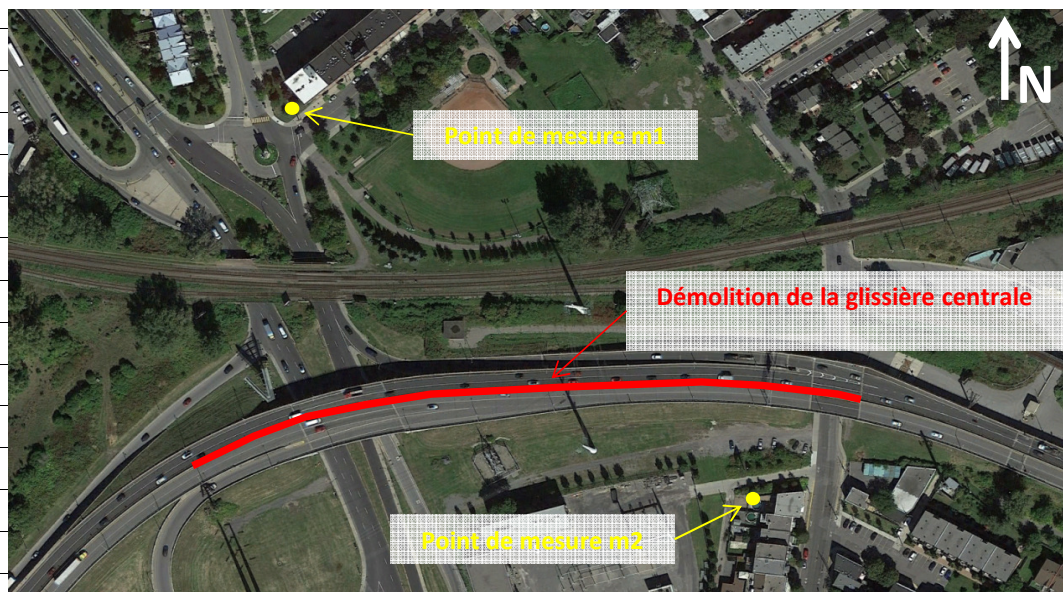 N
Point de mesure m1
Démolition de la glissière centrale
Point de mesure m2